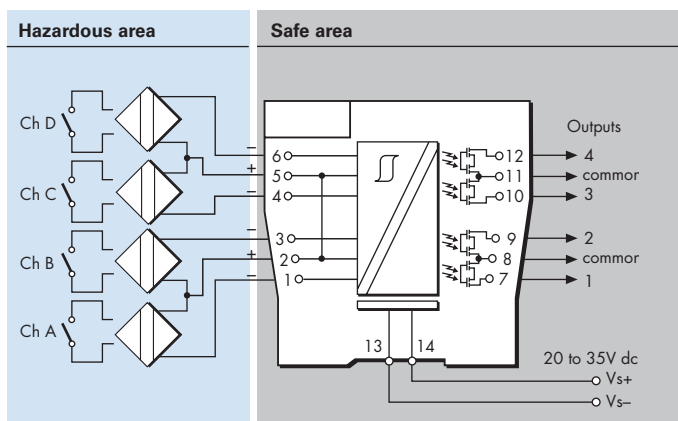 Hazardous area
Safe area
Ch D
Ch C
Ch B
Ch A
–
6
+
5
–
4
–
3
+
2
–
1
12
11
10
9
8
7
Outputs
4
commor
3
2
commor
1
13
14
20 to 35V dc
Vs+
Vs–